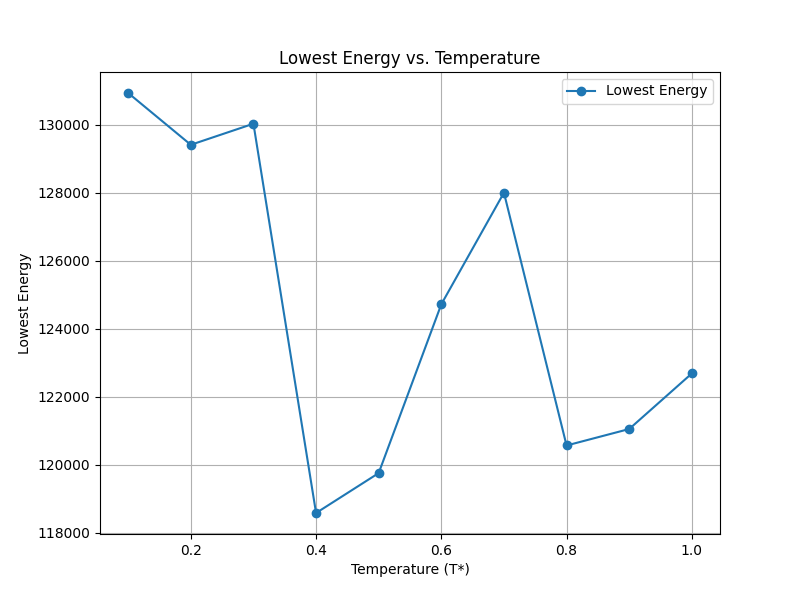 Lowest Energy vs. Temperature
Lowest Energy
130000
128000
126000
124000
122000
120000
118000
Lowest Energy
0.2 0.4 0.6 0.8 1.0
Temperature (T*)